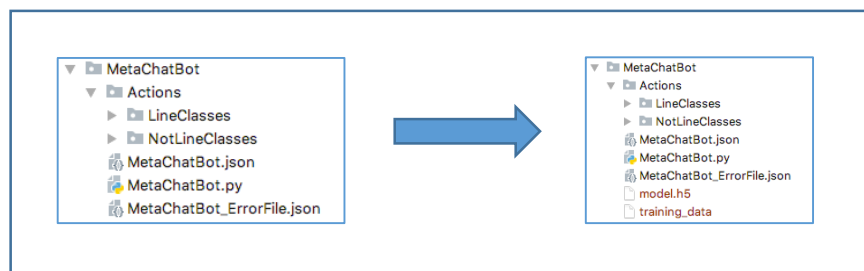 MetaChatBot
Actions
LineClasses
NotLineClasses
MetaChatBot.json
MetaChatBot.py
MetaChatBot_ErrorFile.json
MetaChatBot
Actions
LineClasses
NotLineClasses
MetaChatBot.json
MetaChatBot.py
MetaChatBot_ErrorFile.json
model.h5
training_data